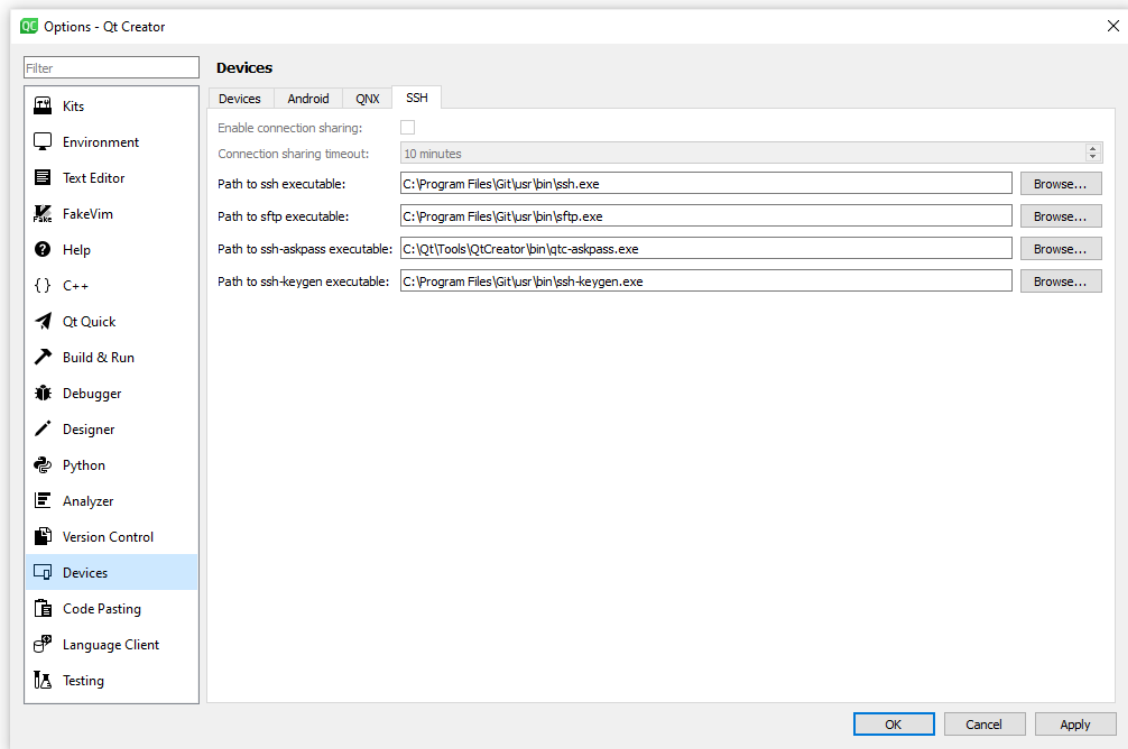 QC Options - Qt Creator
Filter
Kits
Environment
Text Editor
Fake FakeVim
Help
{} C++
Qt Quick
Build & Run
Debugger
Designer
Python
Analyzer
Version Control
Devices
Code Pasting
Language Client
Testing
Devices
Devices Android QNX SSH
Enable connection sharing:
Connection sharing timeout: 10 minutes
Path to ssh executable: C:\Program Files\Git\usr\bin\ssh.exe Browse...
Path to sftp executable: C:\Program Files\Git\usr\bin\sftp.exe Browse...
Path to ssh-askpass executable: C:\Qt\Tools\QtCreator\bin\qtc-askpass.exe Browse...
Path to ssh-keygen executable: C:\Program Files\Git\usr\bin\ssh-keygen.exe Browse...
OK Cancel Apply